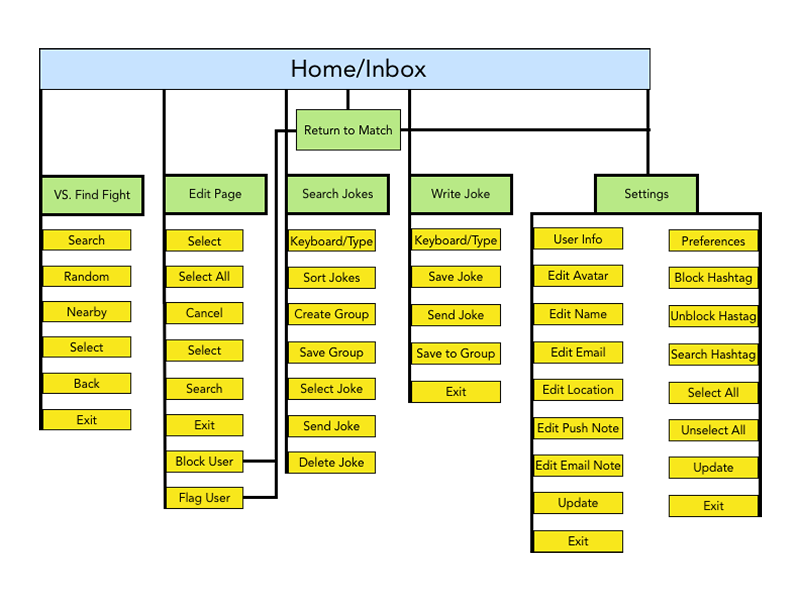 Home/Inbox
Return to Match
VS. Find Fight
Search
Random
Nearby
Select
Back
Exit
Edit Page
Select
Select All
Cancel
Select
Search
Exit
Block User
Flag User
Search Jokes
Keyboard/Type
Sort Jokes
Create Group
Save Group
Select Joke
Send Joke
Delete Joke
Write Joke
Keyboard/Type
Save Joke
Send Joke
Save to Group
Exit
Settings
User Info
Edit Avatar
Edit Name
Edit Email
Edit Location
Edit Push Note
Edit Email Note
Update
Exit
Preferences
Block Hashtag
Unblock Hastag
Search Hashtag
Select All
Unselect All
Update
Exit